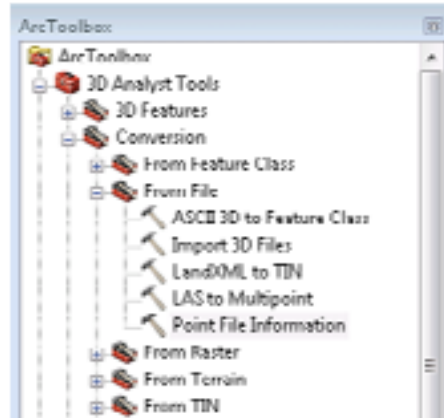 ArcToolbox
ArcToolbox
3D Analyst Tools
3D Features
Conversion
From Feature Class
From File
ASCII 3D to Feature Class
Import 3D Files
LandXML to TIN
LAS to Multipoint
Point File Information
From Raster
From Terrain
From TIN